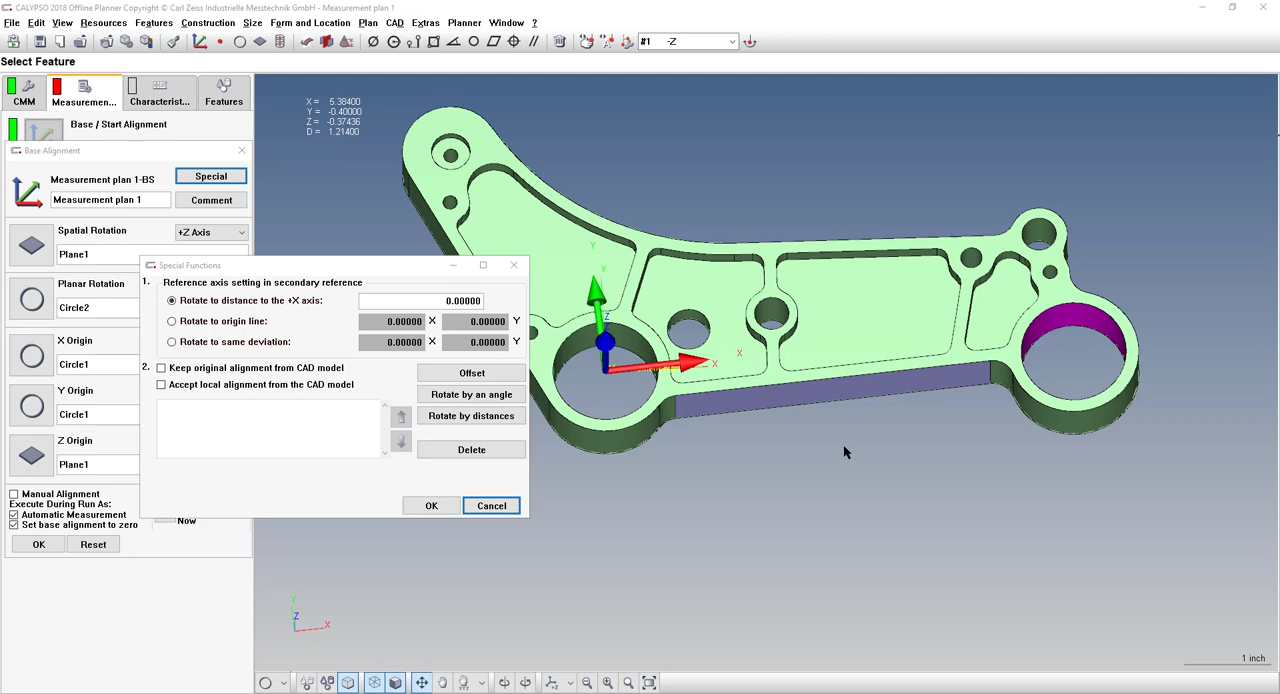 CALYPSO 2018 Offline Planner Copyright © Carl Zeiss Industrielle Messtechnik GmbH - Measurement plan 1
File Edit View Resources Features Construction Size Form and Location Plan CAD Extras Planner Window ?
#1 -Z
Select Feature
CMM Measuremen... Characterist... Features
Base / Start Alignment
Base Alignment
Measurement plan 1-BS Special
Measurement plan 1 Comment
Spatial Rotation +Z Axis
Plane1
Planar Rotation
Circle2
X Origin
Circle1
Y Origin
Circle1
Z Origin
Plane1
Manual Alignment
Execute During Run As:
Automatic Measurement
Set base alignment to zero
Now
OK Reset
Special Functions
1. Reference axis setting in secondary reference
Rotate to distance to the +X axis: 0.00000
Rotate to origin line: 0.00000 X 0.00000 Y
Rotate to same deviation: 0.00000 X 0.00000 Y
2. Keep original alignment from CAD model
Accept local alignment from the CAD model
Offset
Rotate by an angle
Rotate by distances
Delete
OK Cancel
X = 5.38400
Y = -0.40000
Z = -0.37436
D = 1.21400
Y
Y
Z
X
X
Y
Z
X
1 inch